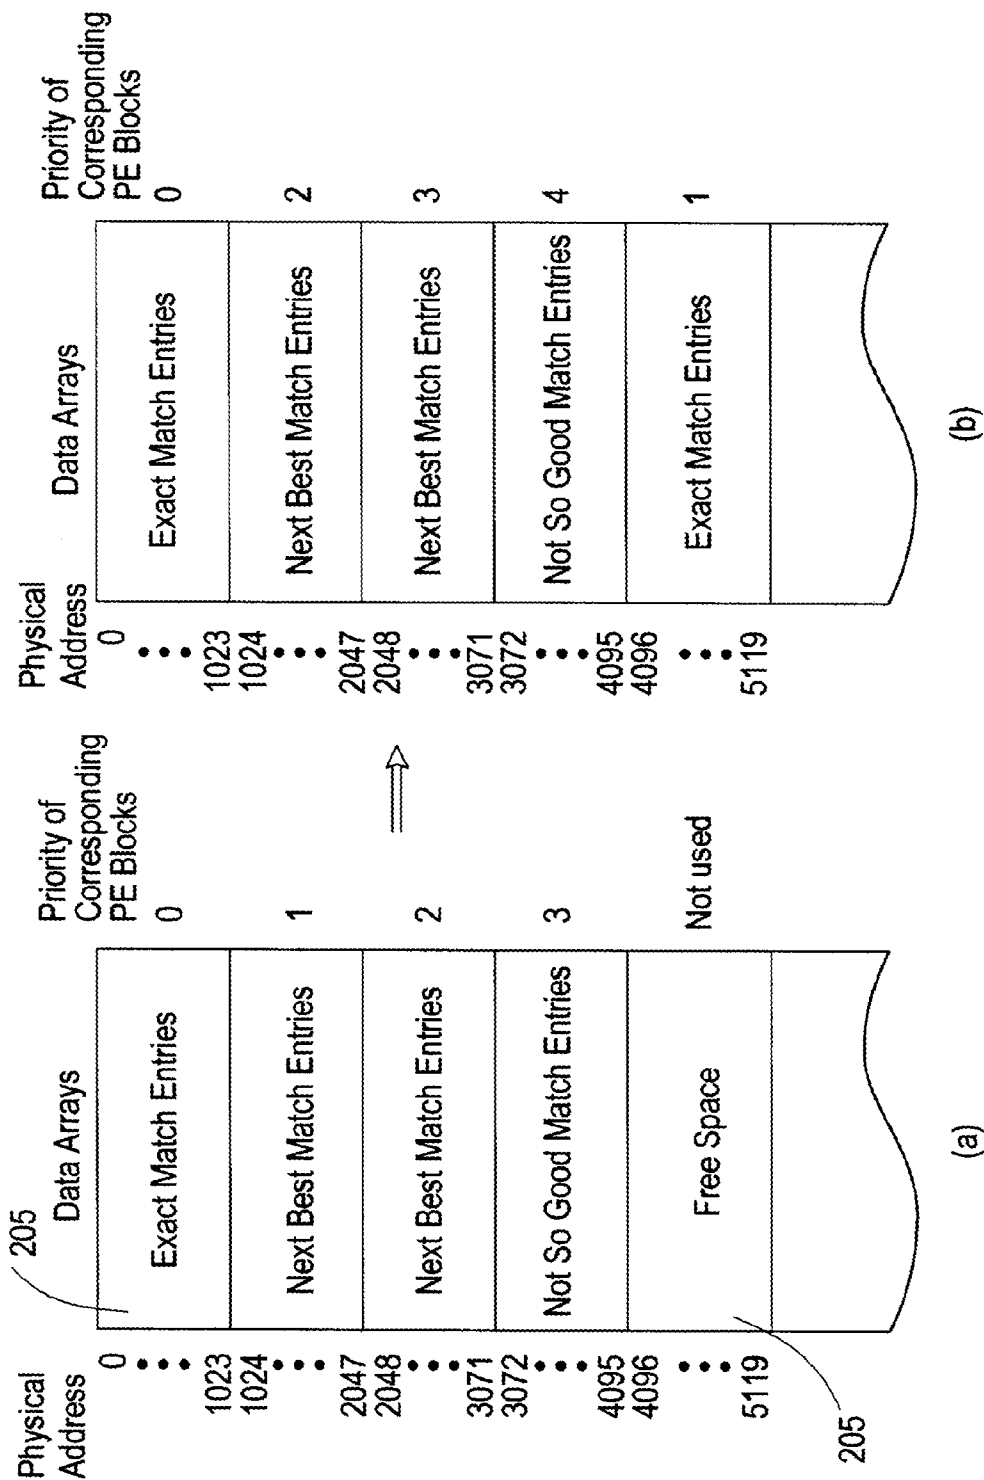 205
Physical
Address
Data Arrays
Priority of
Corresponding
PE Blocks
0
1023
Exact Match Entries
0
1024
2047
Next Best Match Entries
1
2048
3071
Next Best Match Entries
2
3072
4095
Not So Good Match Entries
3
4096
5119
Free Space
Not used
205
(a)
Physical
Address
Data Arrays
Priority of
Corresponding
PE Blocks
0
1023
Exact Match Entries
0
1024
2047
Next Best Match Entries
2
2048
3071
Next Best Match Entries
3
3072
4095
Not So Good Match Entries
4
4096
5119
Exact Match Entries
1
(b)